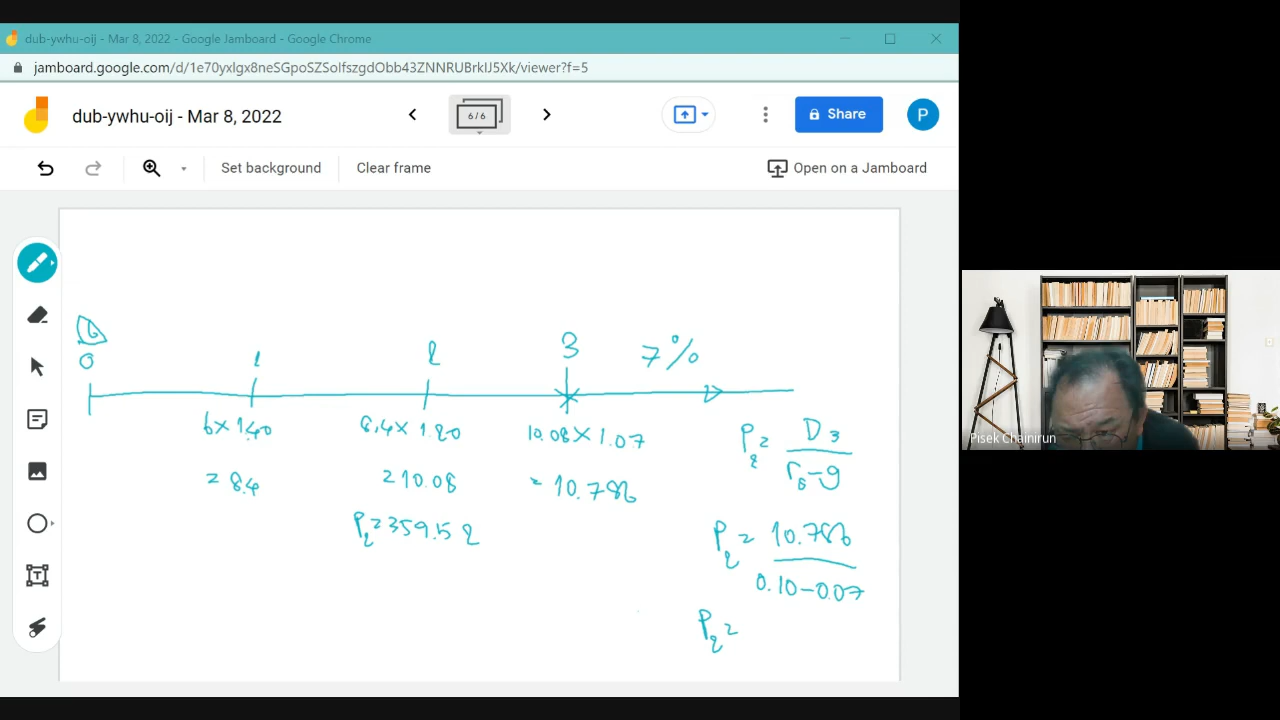 dub-ywhu-oij - Mar 8, 2022 - Google Jamboard - Google Chrome
jamboard.google.com/d/1e70yxlgx8neSGpoSZSolfszgdObb43ZNNRUBrklJ5Xk/viewer?f=5
dub-ywhu-oij - Mar 8, 2022
6 / 6
Share
P
Set background
Clear frame
Open on a Jamboard
0
1
2
3
7%
6 x 1.40
= 8.4
8.4 x 1.20
= 10.08
P2 = 359.52
10.08 x 1.07
= 10.786
P2 = D3 / rs - g
P2 = 10.786 / 0.10 - 0.07
P2 =
Pisek Chainirun